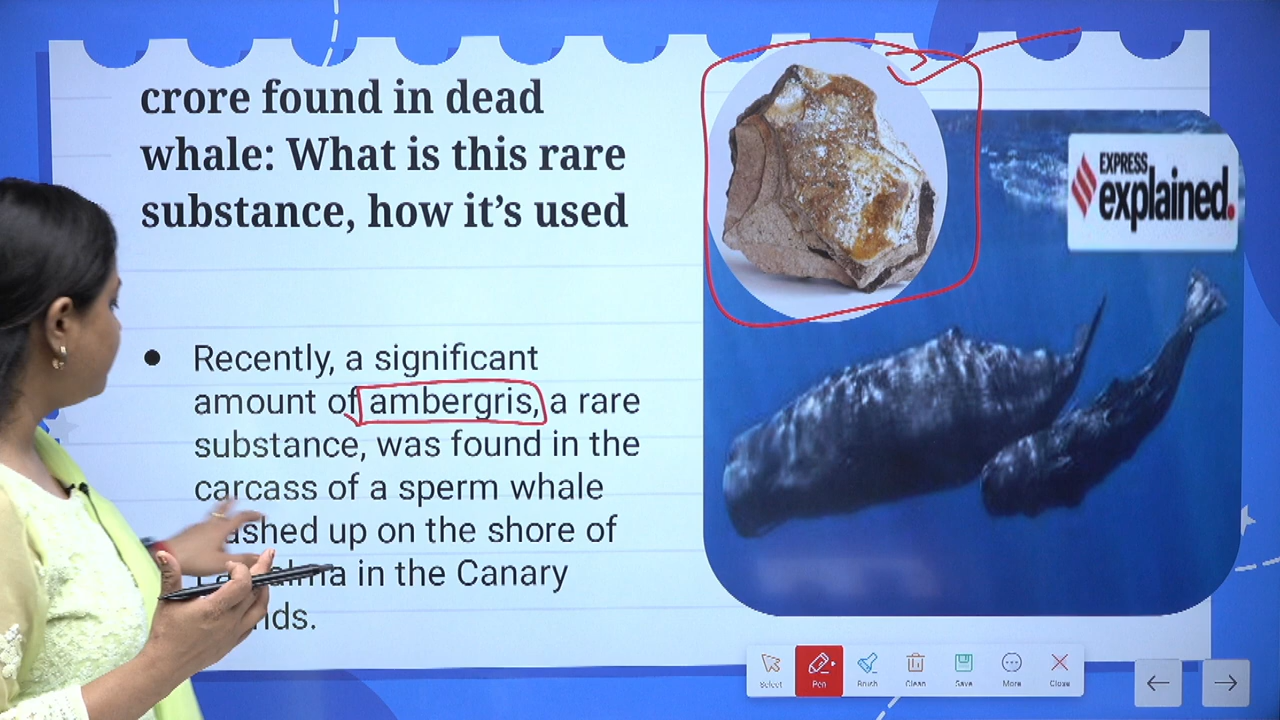 crore found in dead
whale: What is this rare
substance, how it's used
EXPRESS
explained.
• Recently, a significant
amount of ambergris, a rare
substance, was found in the
carcass of a sperm whale
ashed up on the shore of
in the Canary
nds.
Select
Pen
Brush
Clean
Save
More
Close